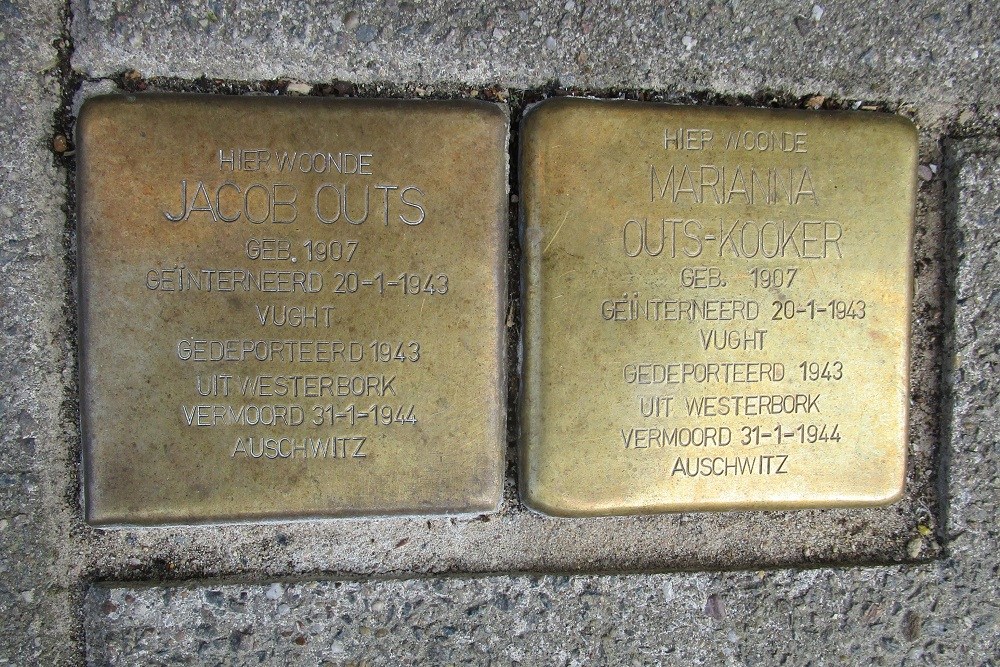 HIER WOONDE
JACOB OUTS
GEB. 1907
GEÏNTERNEERD 20-1-1943
VUGHT
GEDEPORTEERD 1943
UIT WESTERBORK
VERMOORD 31-1-1944
AUSCHWITZ
HIER WOONDE
MARIANNA
OUTS-KOOKER
GEB. 1907
GEÏNTERNEERD 20-1-1943
VUGHT
GEDEPORTEERD 1943
UIT WESTERBORK
VERMOORD 31-1-1944
AUSCHWITZ